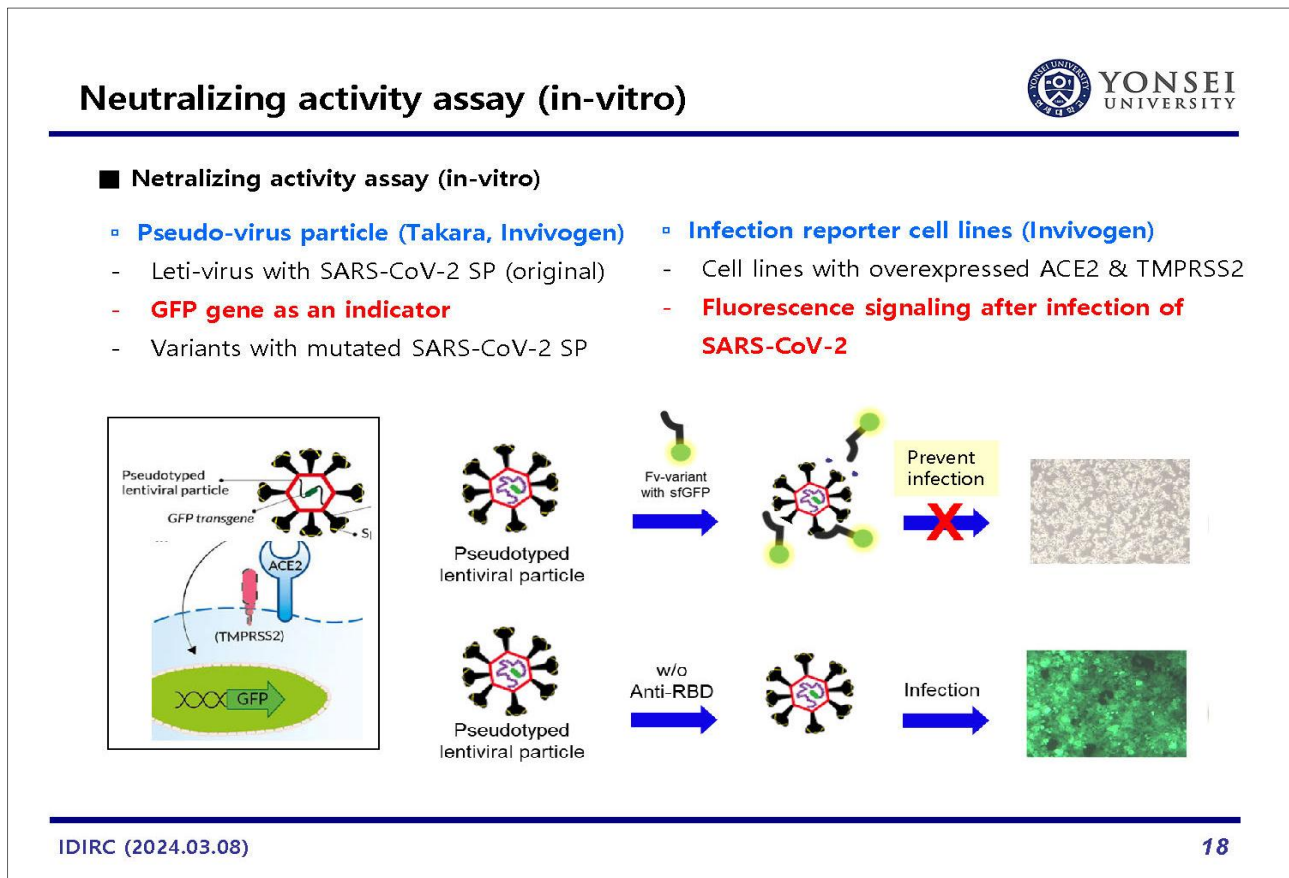 Neutralizing activity assay (in-vitro)
YONSEI
UNIVERSITY
■ Netralizing activity assay (in-vitro)
▫ Pseudo-virus particle (Takara, Invivogen)
- Leti-virus with SARS-CoV-2 SP (original)
- GFP gene as an indicator
- Variants with mutated SARS-CoV-2 SP
▫ Infection reporter cell lines (Invivogen)
- Cell lines with overexpressed ACE2 & TMPRSS2
- Fluorescence signaling after infection of
SARS-CoV-2
Pseudotyped
lentiviral particle
GFP transgene
ACE2
(TMPRSS2)
GFP
Pseudotyped
lentiviral particle
Fv-variant
with sfGFP
Prevent
infection
X
Pseudotyped
lentiviral particle
w/o
Anti-RBD
Infection
IDIRC (2024.03.08)
18